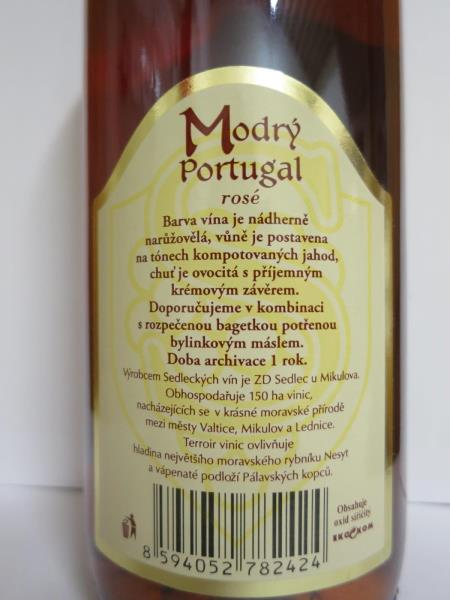 Modrý
Portugal
rosé
Barva vína je nádherně
narůžovělá, vůně je postavena
na tónech kompotovaných jahod,
chuť je ovocitá s příjemným
krémovým závěrem.
Doporučujeme v kombinaci
s rozpečenou bagetkou potřenou
bylinkovým máslem.
Doba archivace 1 rok.
Výrobcem Sedleckých vín je ZD Sedlec u Mikulova.
Obhospodařuje 150 ha vinic,
nacházejících se v krásné moravské přírodě
mezi městy Valtice, Mikulov a Lednice.
Terroir vinic ovlivňuje
hladina největšího moravského rybníku Nesyt
a vápenaté podloží Pálavských kopců.
Obsahuje
oxid siřičitý
EKO KOM
8 594052 782424